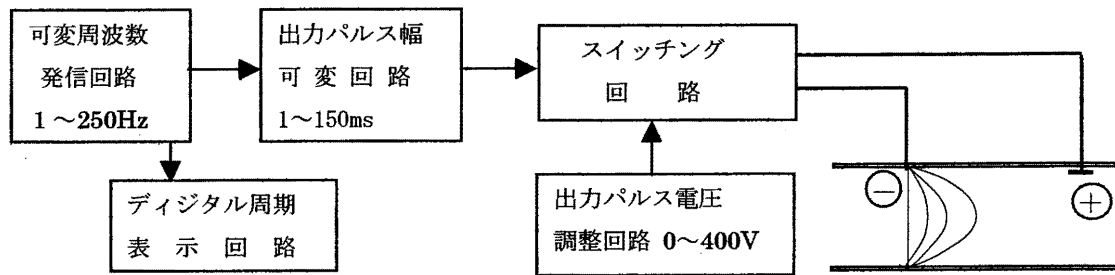 可変周波数
発信回路
1～250Hz
出力パルス幅
可 変 回 路
1～150ms
スイッチング
回 路
ディジタル周期
表 示 回 路
出力パルス電圧
調整回路 0～400V
－
＋